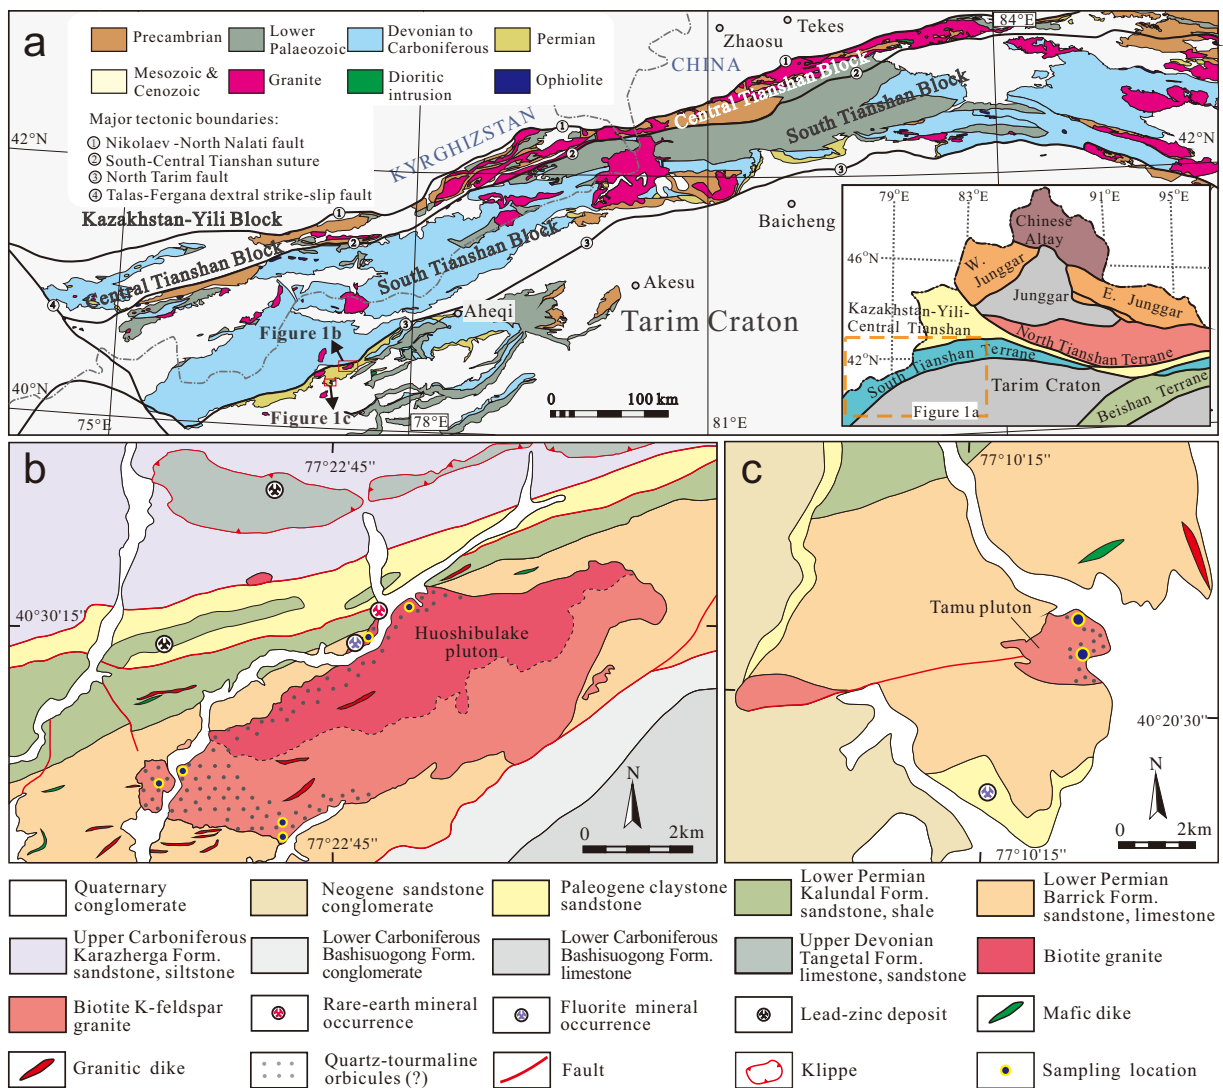 a
Precambrian
Lower
Palaeozoic
Devonian to
Carboniferous
Permian
Mesozoic &
Cenozoic
Granite
Dioritic
intrusion
Ophiolite
Major tectonic boundaries:
① Nikolaev -North Nalati fault
② South-Central Tianshan suture
③ North Tarim fault
④ Talas-Fergana dextral strike-slip fault
42°N
40°N
75°E
78°E
81°E
84°E
42°N
Zhaosu
Tekes
CHINA
KYRGHIZSTAN
Central Tianshan Block
South Tianshan Block
Kazakhstan-Yili Block
Central Tianshan Block
South Tianshan Block
①
②
①
②
③
①
②
③
③
④
Baicheng
Akesu
Aheqi
Tarim Craton
Figure 1b
Figure 1c
0 100 km
79°E
83°E
91°E
95°E
46°N
42°N
Chinese
Altay
W.
Junggar
Junggar
E. Junggar
Kazakhstan-Yili-
Central Tianshan
North Tianshan Terrane
South Tianshan Terrane
Tarim Craton
Beishan Terrane
Figure 1a
b
77°22'45"
40°30'15"
Huoshibulake
pluton
77°22'45"
N
0 2km
c
77°10'15"
Tamu pluton
40°20'30"
77°10'15"
N
0 2km
Quaternary
conglomerate
Neogene sandstone
conglomerate
Paleogene claystone
sandstone
Lower Permian
Kalundal Form.
sandstone, shale
Lower Permian
Barrick Form.
sandstone, limestone
Upper Carboniferous
Karazherga Form.
sandstone, siltstone
Lower Carboniferous
Bashisuogong Form.
conglomerate
Lower Carboniferous
Bashisuogong Form.
limestone
Upper Devonian
Tangetal Form.
limestone, sandstone
Biotite granite
Biotite K-feldspar
granite
Rare-earth mineral
occurrence
Fluorite mineral
occurrence
Lead-zinc deposit
Mafic dike
Granitic dike
Quartz-tourmaline
orbicules (?)
Fault
Klippe
Sampling location